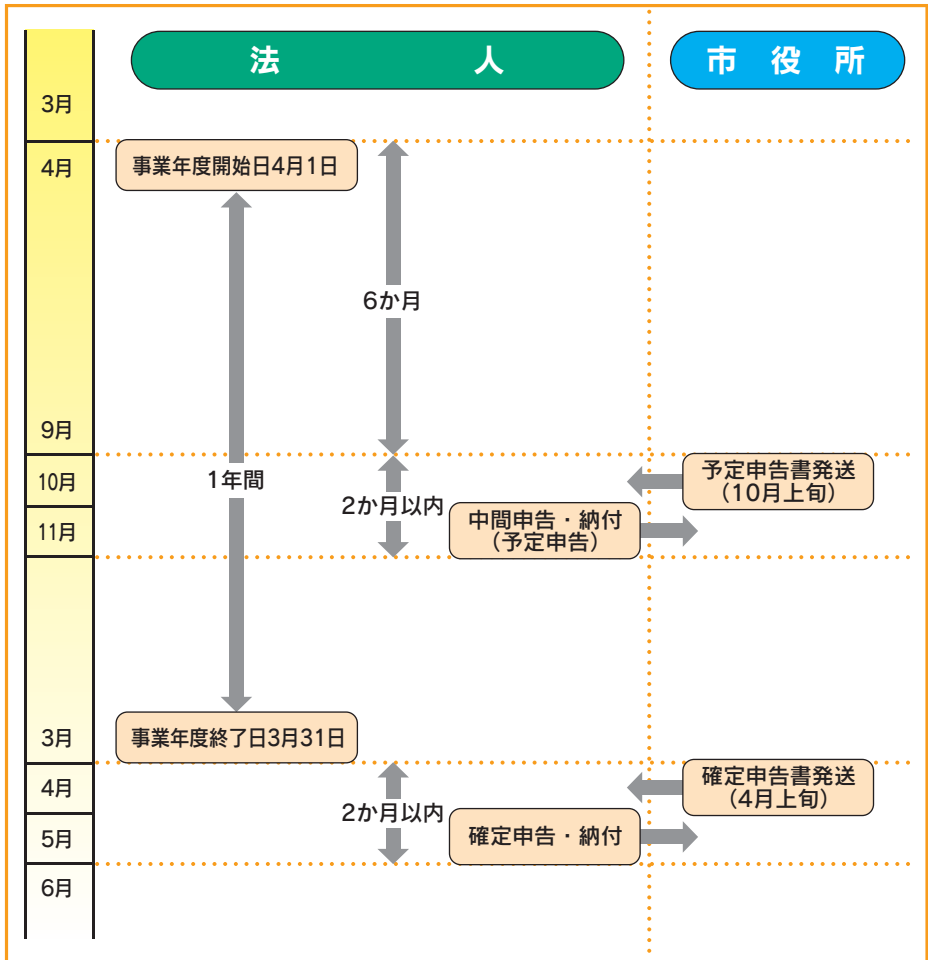 法人
市役所
3月
4月
事業年度開始日4月1日
6か月
9月
10月
1年間
2か月以内
予定申告書発送
(10月上旬)
11月
中間申告・納付
(予定申告)
3月
事業年度終了日3月31日
4月
2か月以内
確定申告書発送
(4月上旬)
5月
確定申告・納付
6月